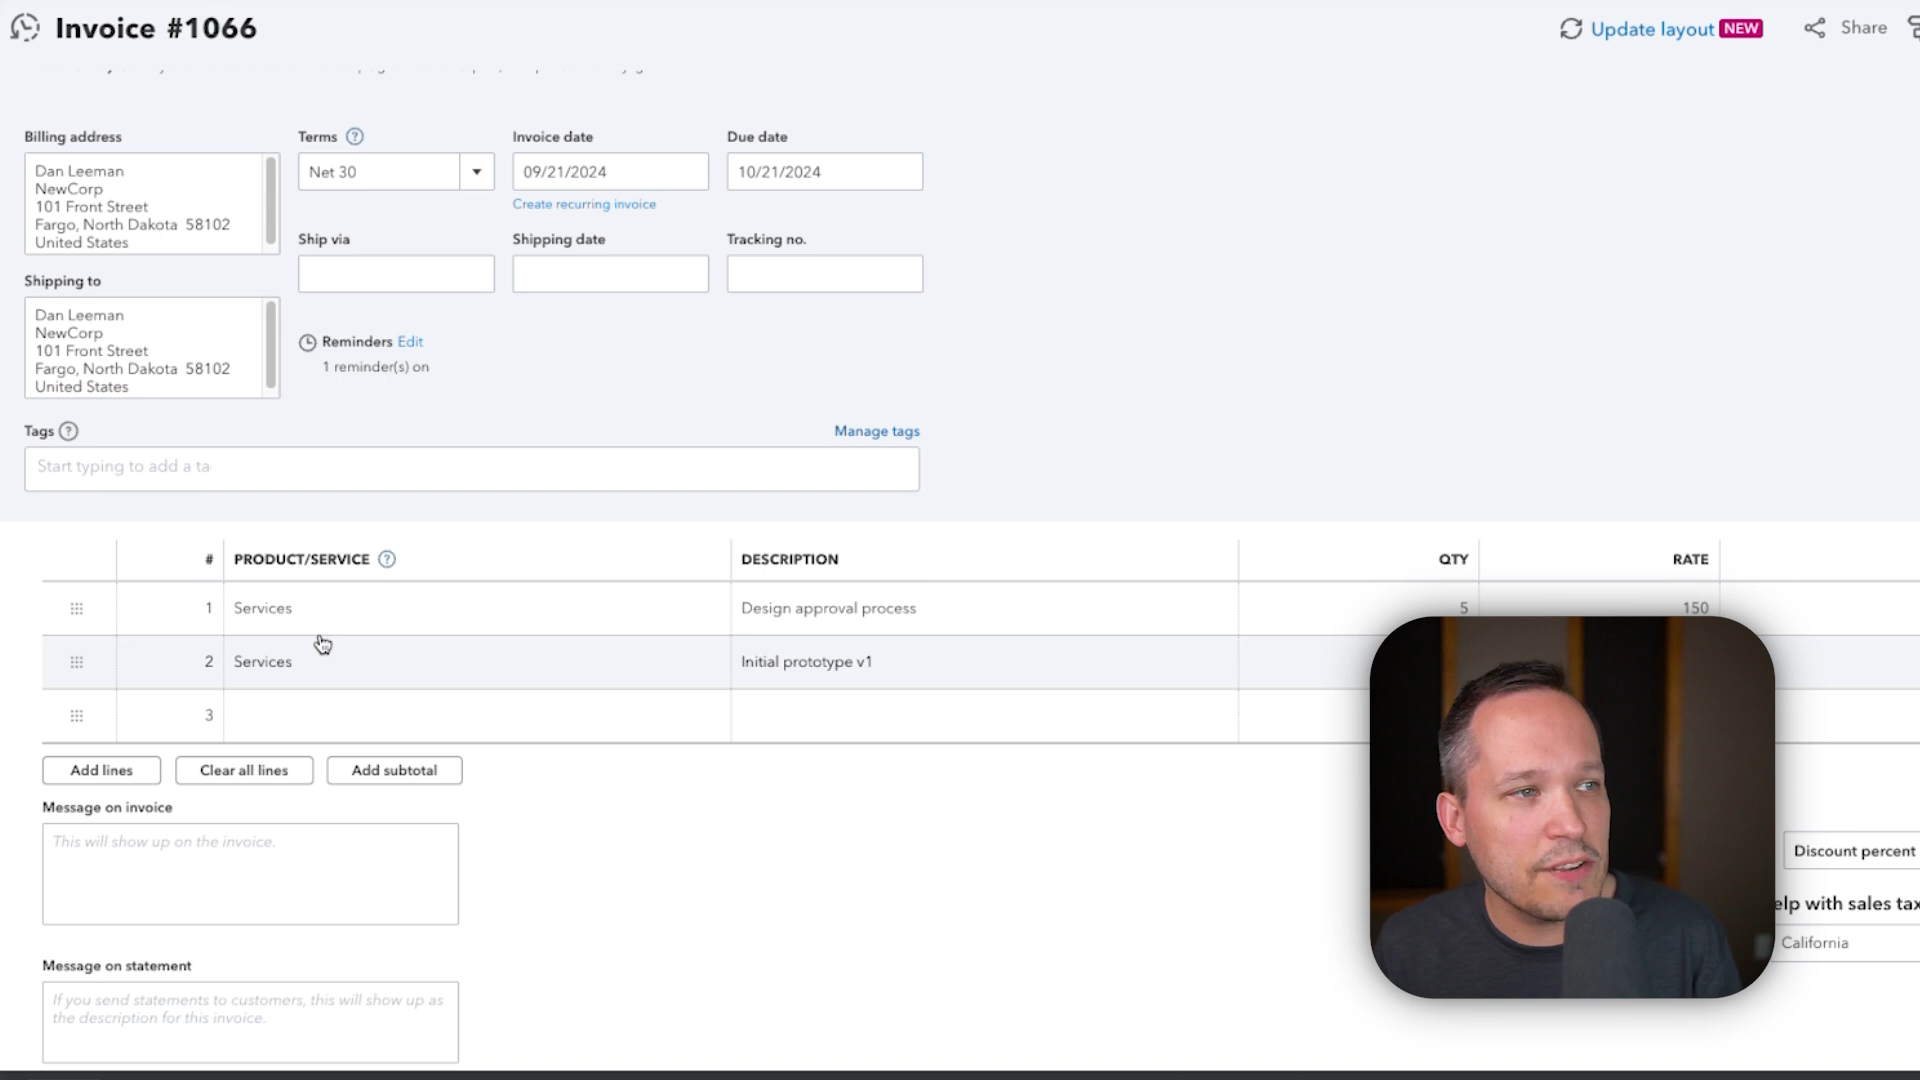 Invoice #1066
Update layout NEW
Share
Billing address
Terms
Invoice date
Due date
Dan Leeman
NewCorp
101 Front Street
Fargo, North Dakota 58102
United States
Net 30
09/21/2024
10/21/2024
Create recurring invoice
Ship via
Shipping date
Tracking no.
Shipping to
Dan Leeman
NewCorp
101 Front Street
Fargo, North Dakota 58102
United States
Reminders Edit
1 reminder(s) on
Tags
Manage tags
Start typing to add a ta
# PRODUCT/SERVICE DESCRIPTION QTY RATE
1 Services Design approval process 5 150
2 Services Initial prototype v1
3
Add lines
Clear all lines
Add subtotal
Message on invoice
This will show up on the invoice.
Discount percent
elp with sales tax
California
Message on statement
If you send statements to customers, this will show up as
the description for this invoice.